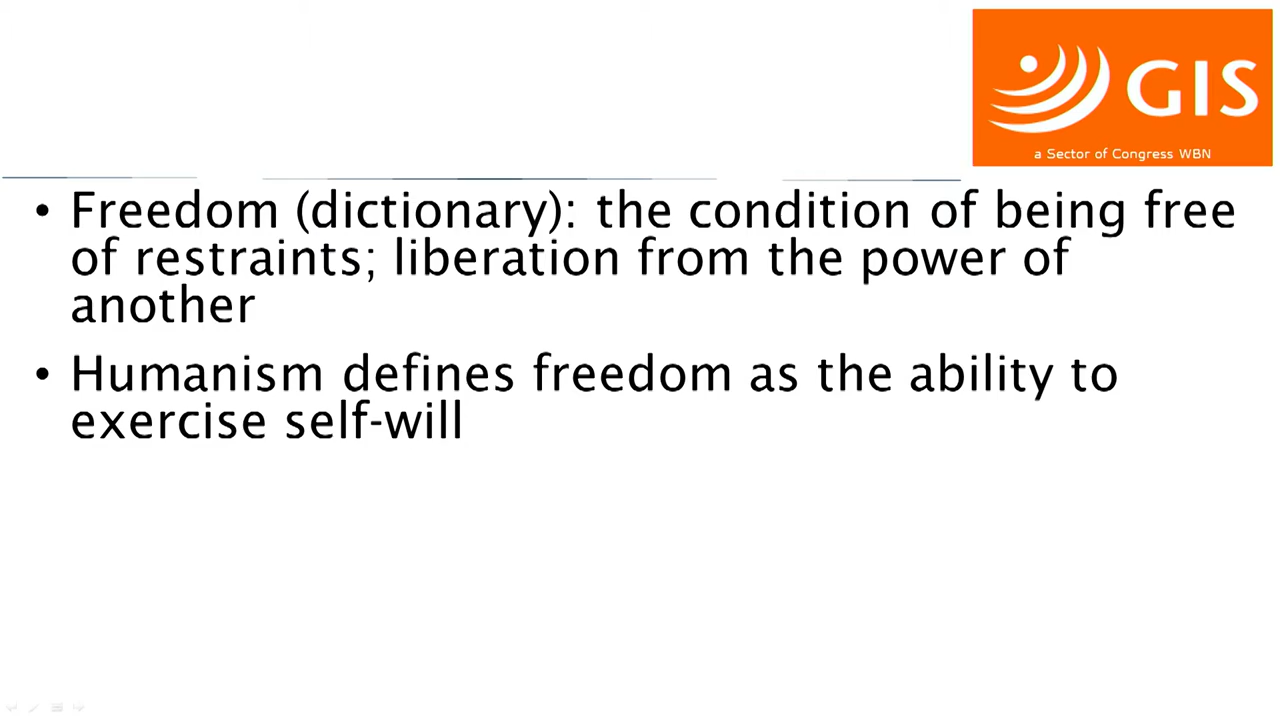 GIS
a Sector of Congress WBN
• Freedom (dictionary): the condition of being free
of restraints; liberation from the power of
another
• Humanism defines freedom as the ability to
exercise self-will